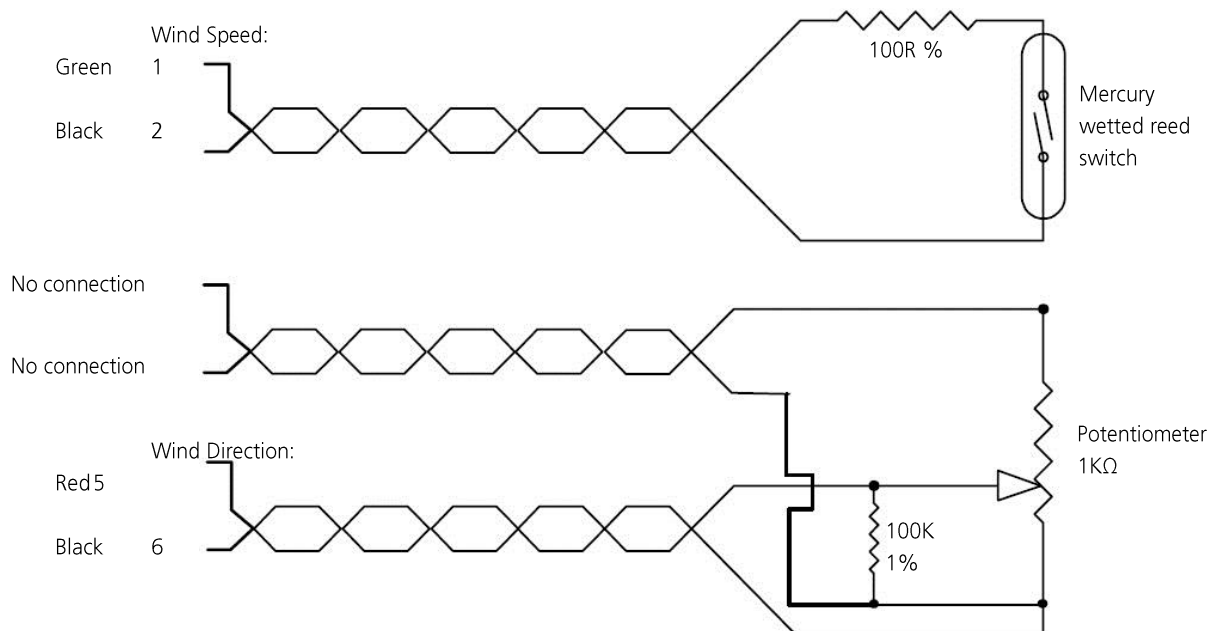 Wind Speed:
Green 1
Black 2
100R %
Mercury
wetted reed
switch
No connection
No connection
Wind Direction:
Red 5
Black 6
Potentiometer
1KΩ
100K
1%